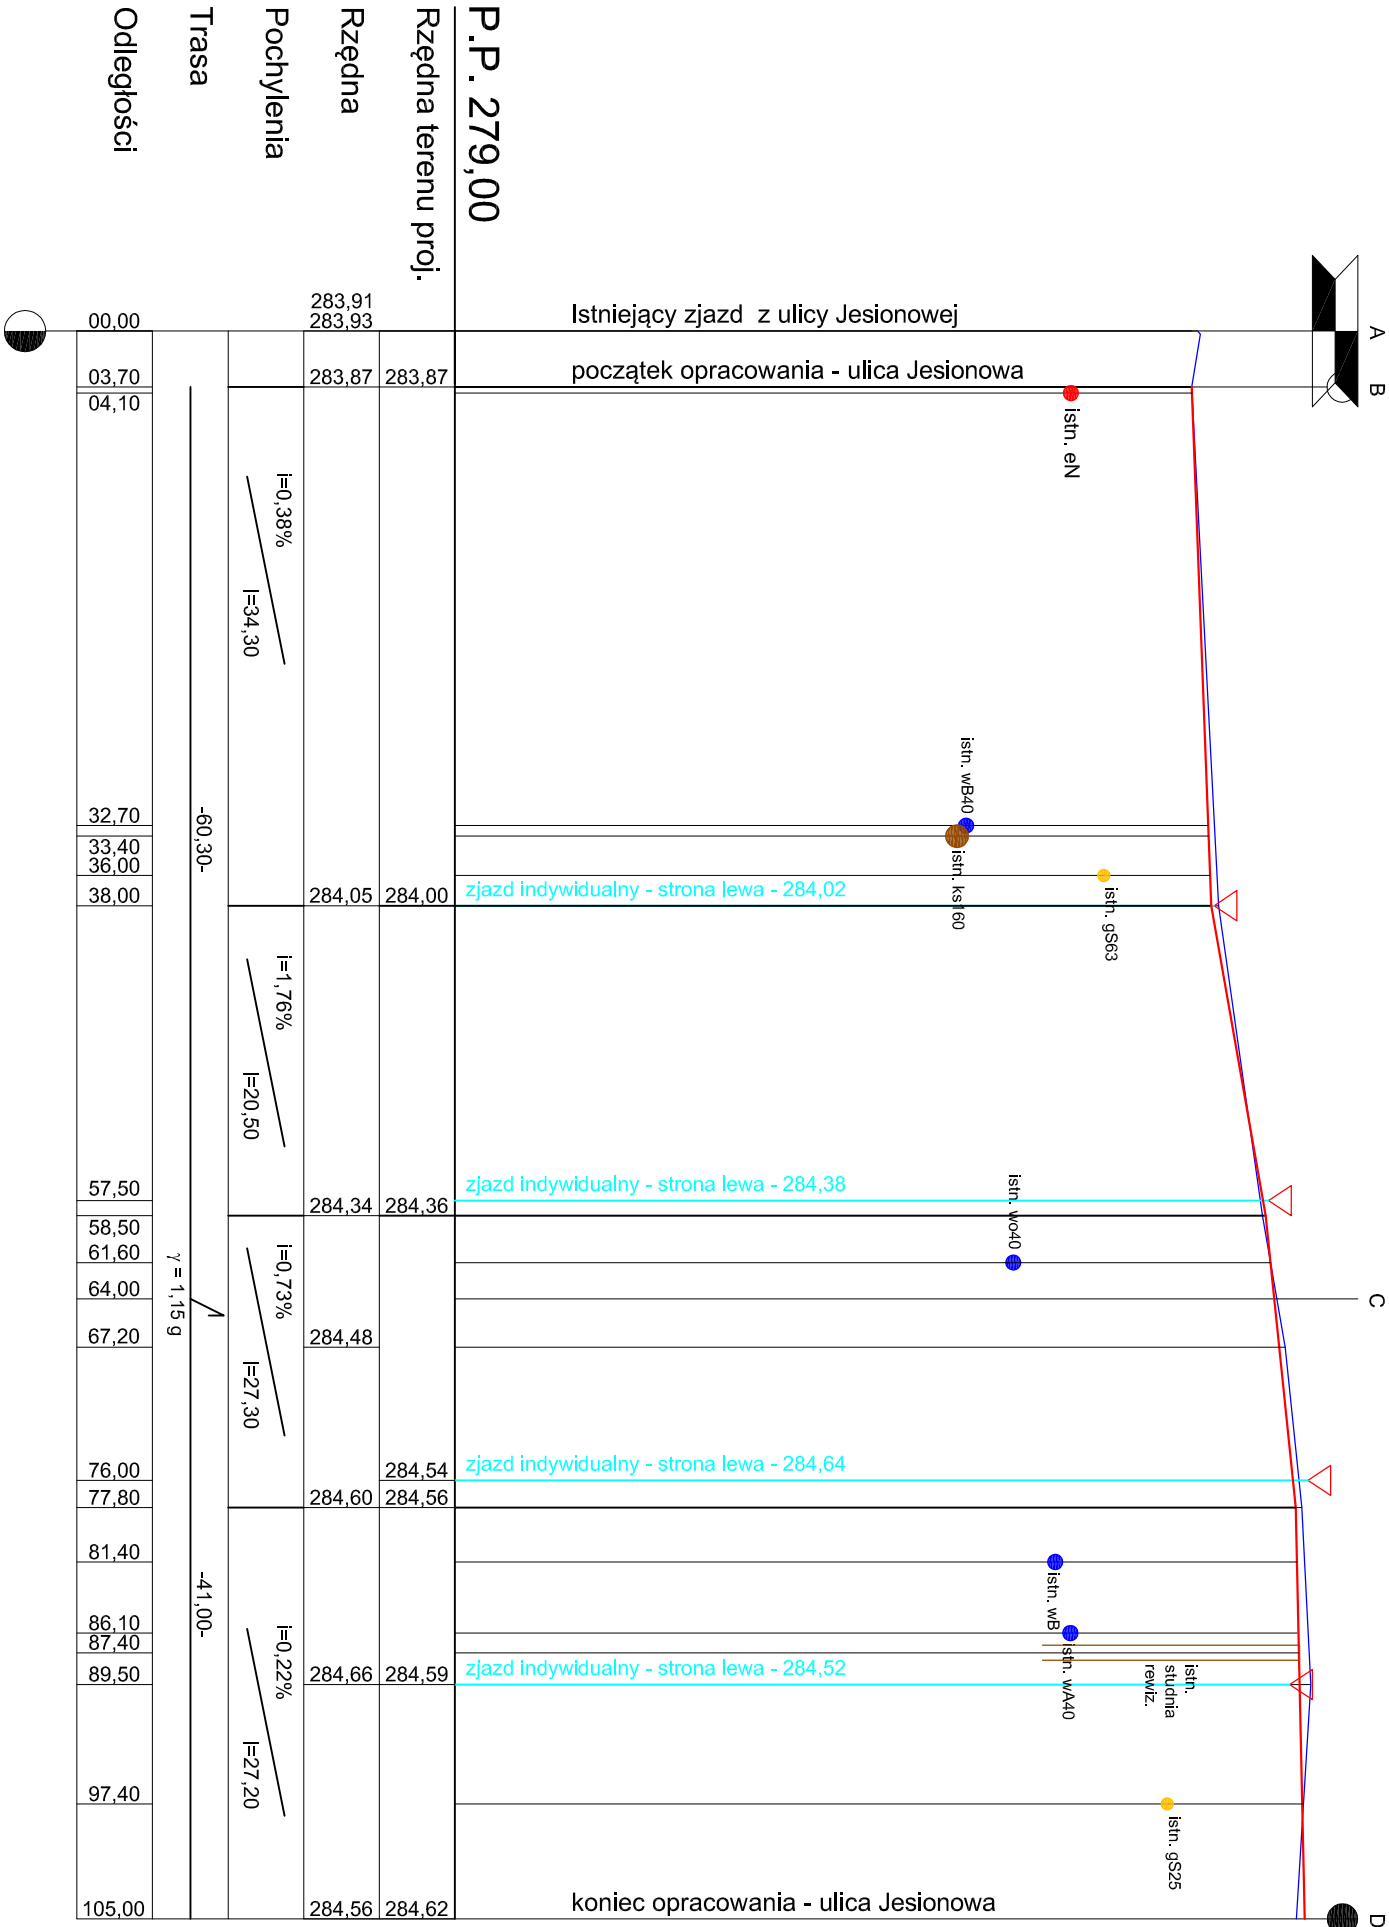 P.P. 279,00
Rzędna terenu proj.
Rzędna
Pochylenia
Trasa
Odległości
A
B
C
D
Istniejący zjazd z ulicy Jesionowej
283,91
283,93
00,00
początek opracowania - ulica Jesionowa
283,87
283,87
03,70
04,10
istn. eN
i=0,38%
l=34,30
-60,30-
istn. wB40
32,70
33,40
istn. ks160
36,00
istn. gS63
zjazd indywidualny - strona lewa - 284,02
284,05
284,00
38,00
i=1,76%
l=20,50
zjazd indywidualny - strona lewa - 284,38
57,50
284,34
284,36
58,50
istn. wo40
61,60
i=0,73%
l=27,30
γ = 1,15 g
64,00
67,20
284,48
zjazd indywidualny - strona lewa - 284,64
284,54
76,00
284,60
284,56
77,80
81,40
istn. wB
-41,00-
86,10
istn. wA40
87,40
istn.
studnia
rewiz.
i=0,22%
l=27,20
zjazd indywidualny - strona lewa - 284,52
284,66
284,59
89,50
97,40
istn. gS25
koniec opracowania - ulica Jesionowa
284,56
284,62
105,00